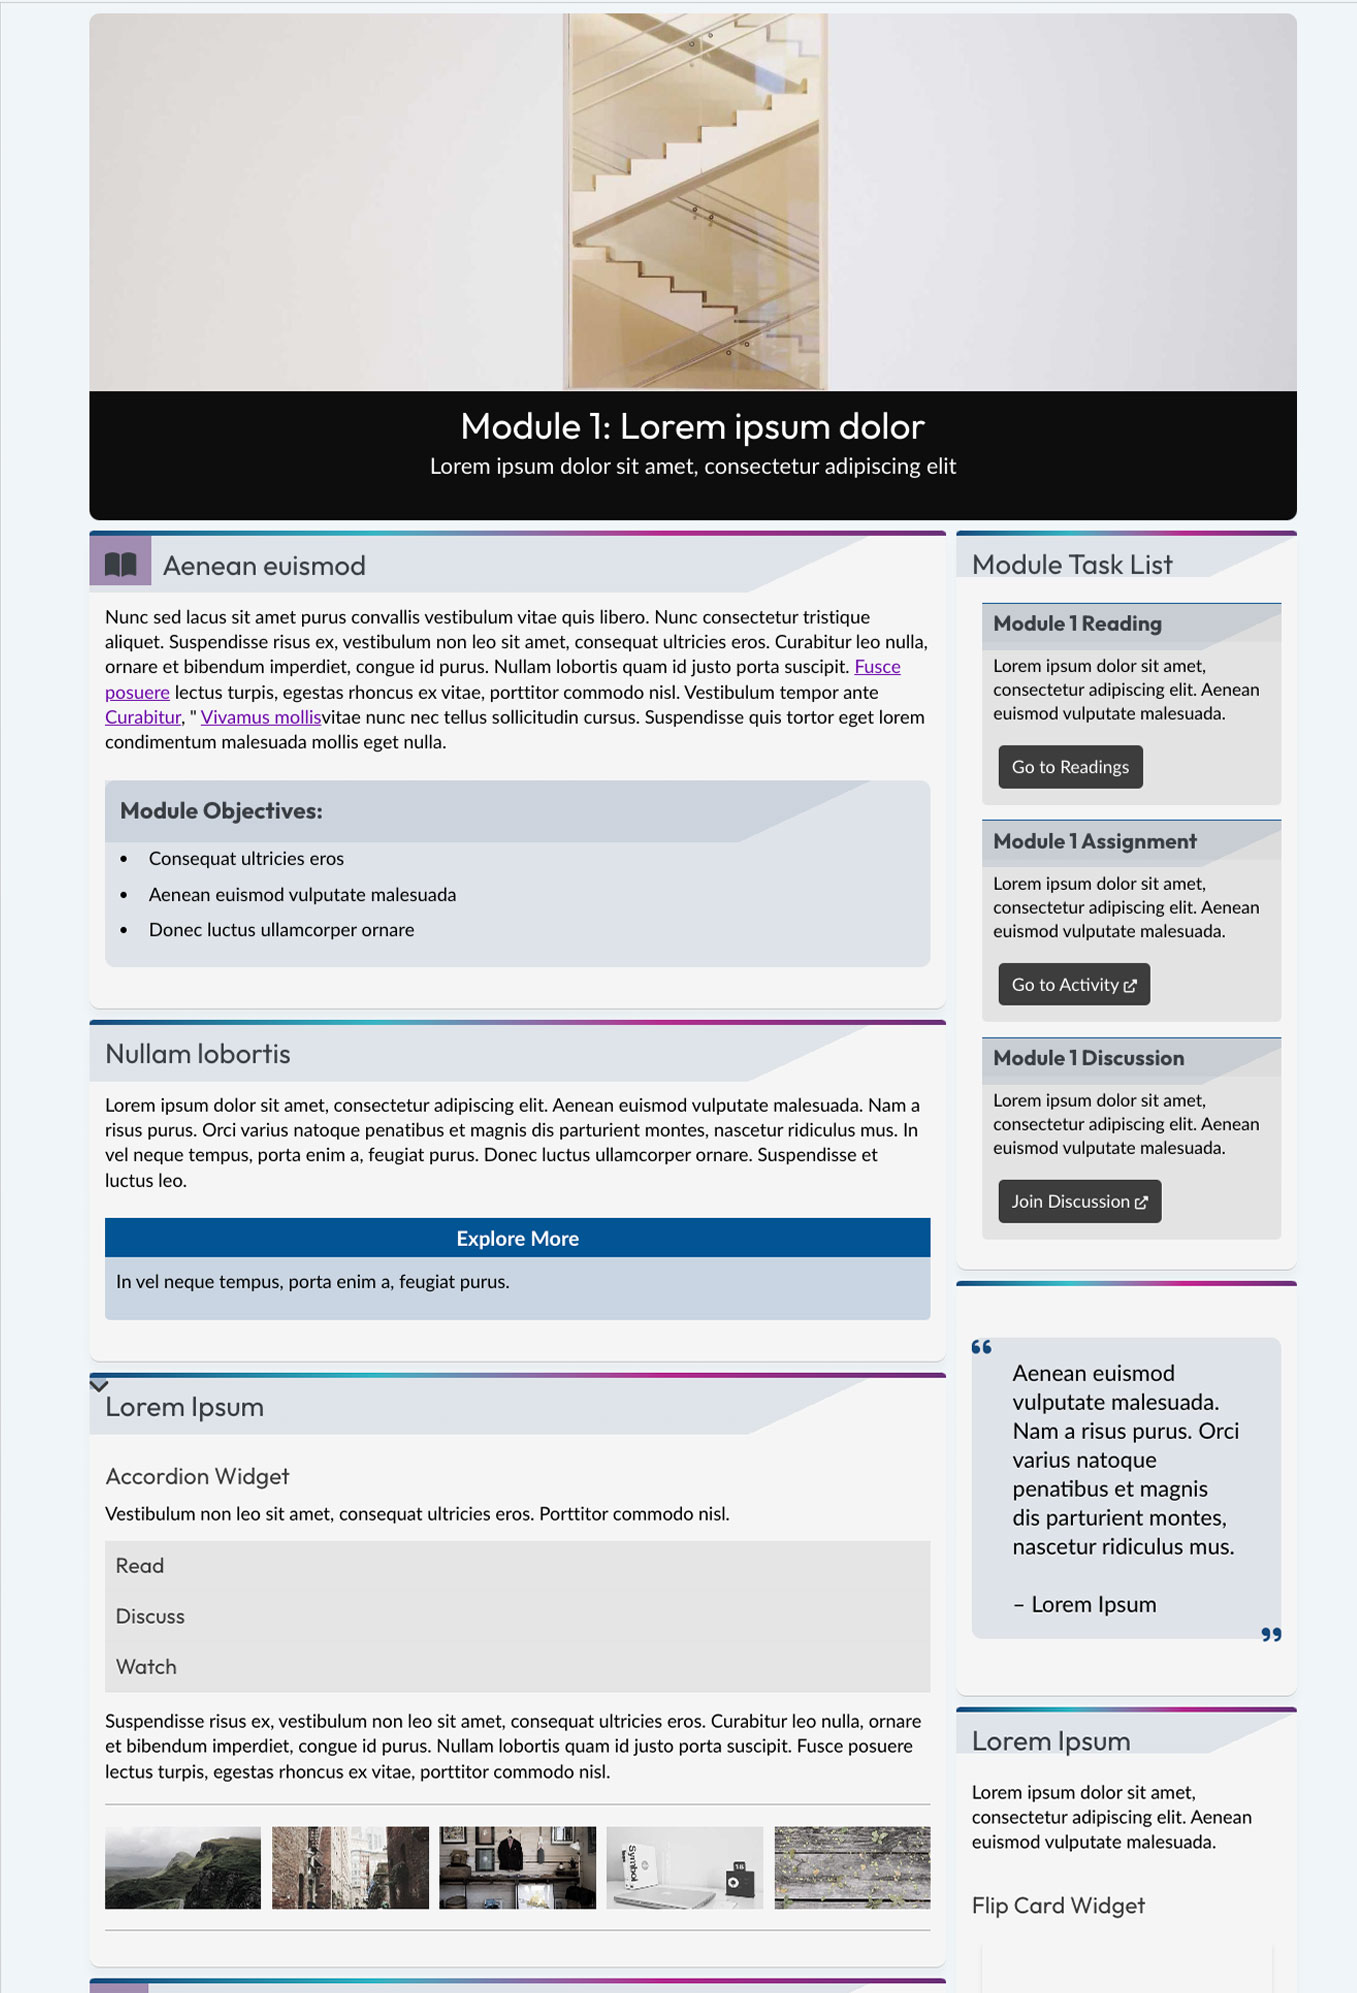 Module 1: Lorem ipsum dolor
Lorem ipsum dolor sit amet, consectetur adipiscing elit
Aenean euismod
Nunc sed lacus sit amet purus convallis vestibulum vitae quis libero. Nunc consectetur tristique
aliquet. Suspendisse risus ex, vestibulum non leo sit amet, consequat ultricies eros. Curabitur leo nulla,
ornare et bibendum imperdiet, congue id purus. Nullam lobortis quam id justo porta suscipit. Fusce
posuere lectus turpis, egestas rhoncus ex vitae, porttitor commodo nisl. Vestibulum tempor ante
Curabitur, " Vivamus mollisvitae nunc nec tellus sollicitudin cursus. Suspendisse quis tortor eget lorem
condimentum malesuada mollis eget nulla.
Module Objectives:
• Consequat ultricies eros
• Aenean euismod vulputate malesuada
• Donec luctus ullamcorper ornare
Nullam lobortis
Lorem ipsum dolor sit amet, consectetur adipiscing elit. Aenean euismod vulputate malesuada. Nam a
risus purus. Orci varius natoque penatibus et magnis dis parturient montes, nascetur ridiculus mus. In
vel neque tempus, porta enim a, feugiat purus. Donec luctus ullamcorper ornare. Suspendisse et
luctus leo.
Explore More
In vel neque tempus, porta enim a, feugiat purus.
Lorem Ipsum
Accordion Widget
Vestibulum non leo sit amet, consequat ultricies eros. Porttitor commodo nisl.
Read
Discuss
Watch
Suspendisse risus ex, vestibulum non leo sit amet, consequat ultricies eros. Curabitur leo nulla, ornare
et bibendum imperdiet, congue id purus. Nullam lobortis quam id justo porta suscipit. Fusce posuere
lectus turpis, egestas rhoncus ex vitae, porttitor commodo nisl.
Symbol
16
Module Task List
Module 1 Reading
Lorem ipsum dolor sit amet,
consectetur adipiscing elit. Aenean
euismod vulputate malesuada.
Go to Readings
Module 1 Assignment
Lorem ipsum dolor sit amet,
consectetur adipiscing elit. Aenean
euismod vulputate malesuada.
Go to Activity
Module 1 Discussion
Lorem ipsum dolor sit amet,
consectetur adipiscing elit. Aenean
euismod vulputate malesuada.
Join Discussion
“
Aenean euismod
vulputate malesuada.
Nam a risus purus. Orci
varius natoque
penatibus et magnis
dis parturient montes,
nascetur ridiculus mus.
– Lorem Ipsum
”
Lorem Ipsum
Lorem ipsum dolor sit amet,
consectetur adipiscing elit. Aenean
euismod vulputate malesuada.
Flip Card Widget